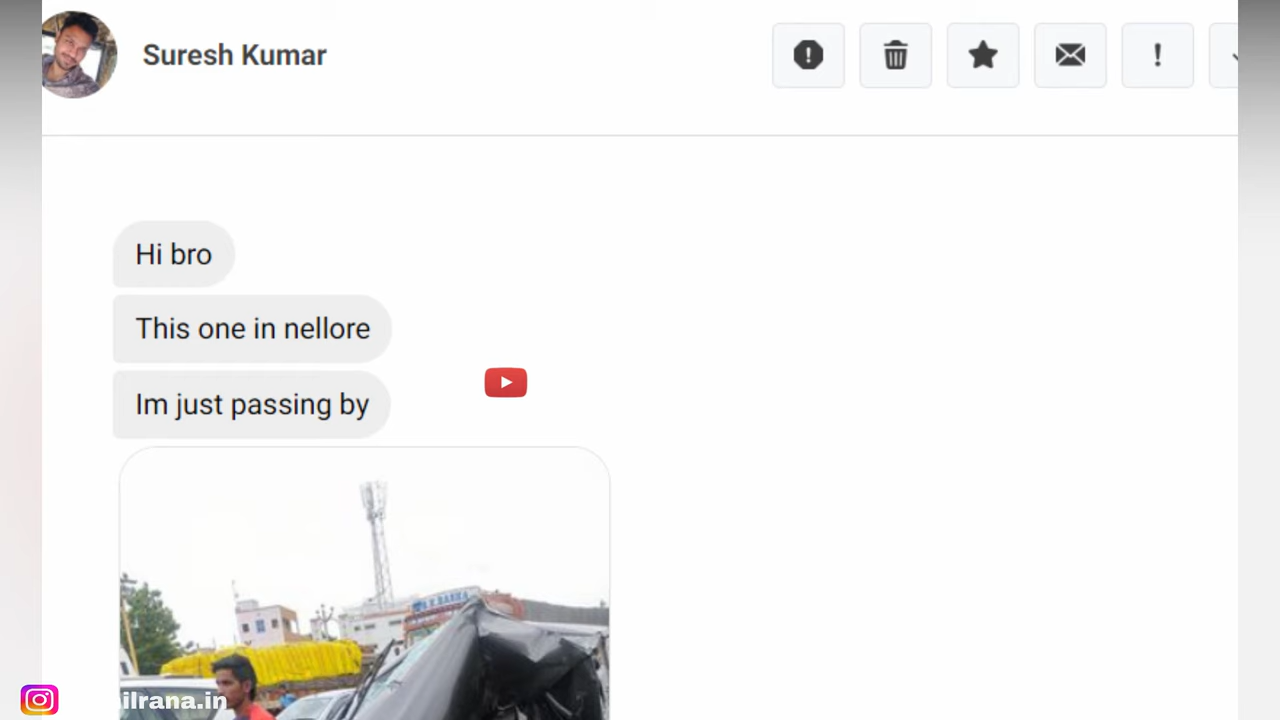 Suresh Kumar
Hi bro
This one in nellore
Im just passing by
ilrana.in